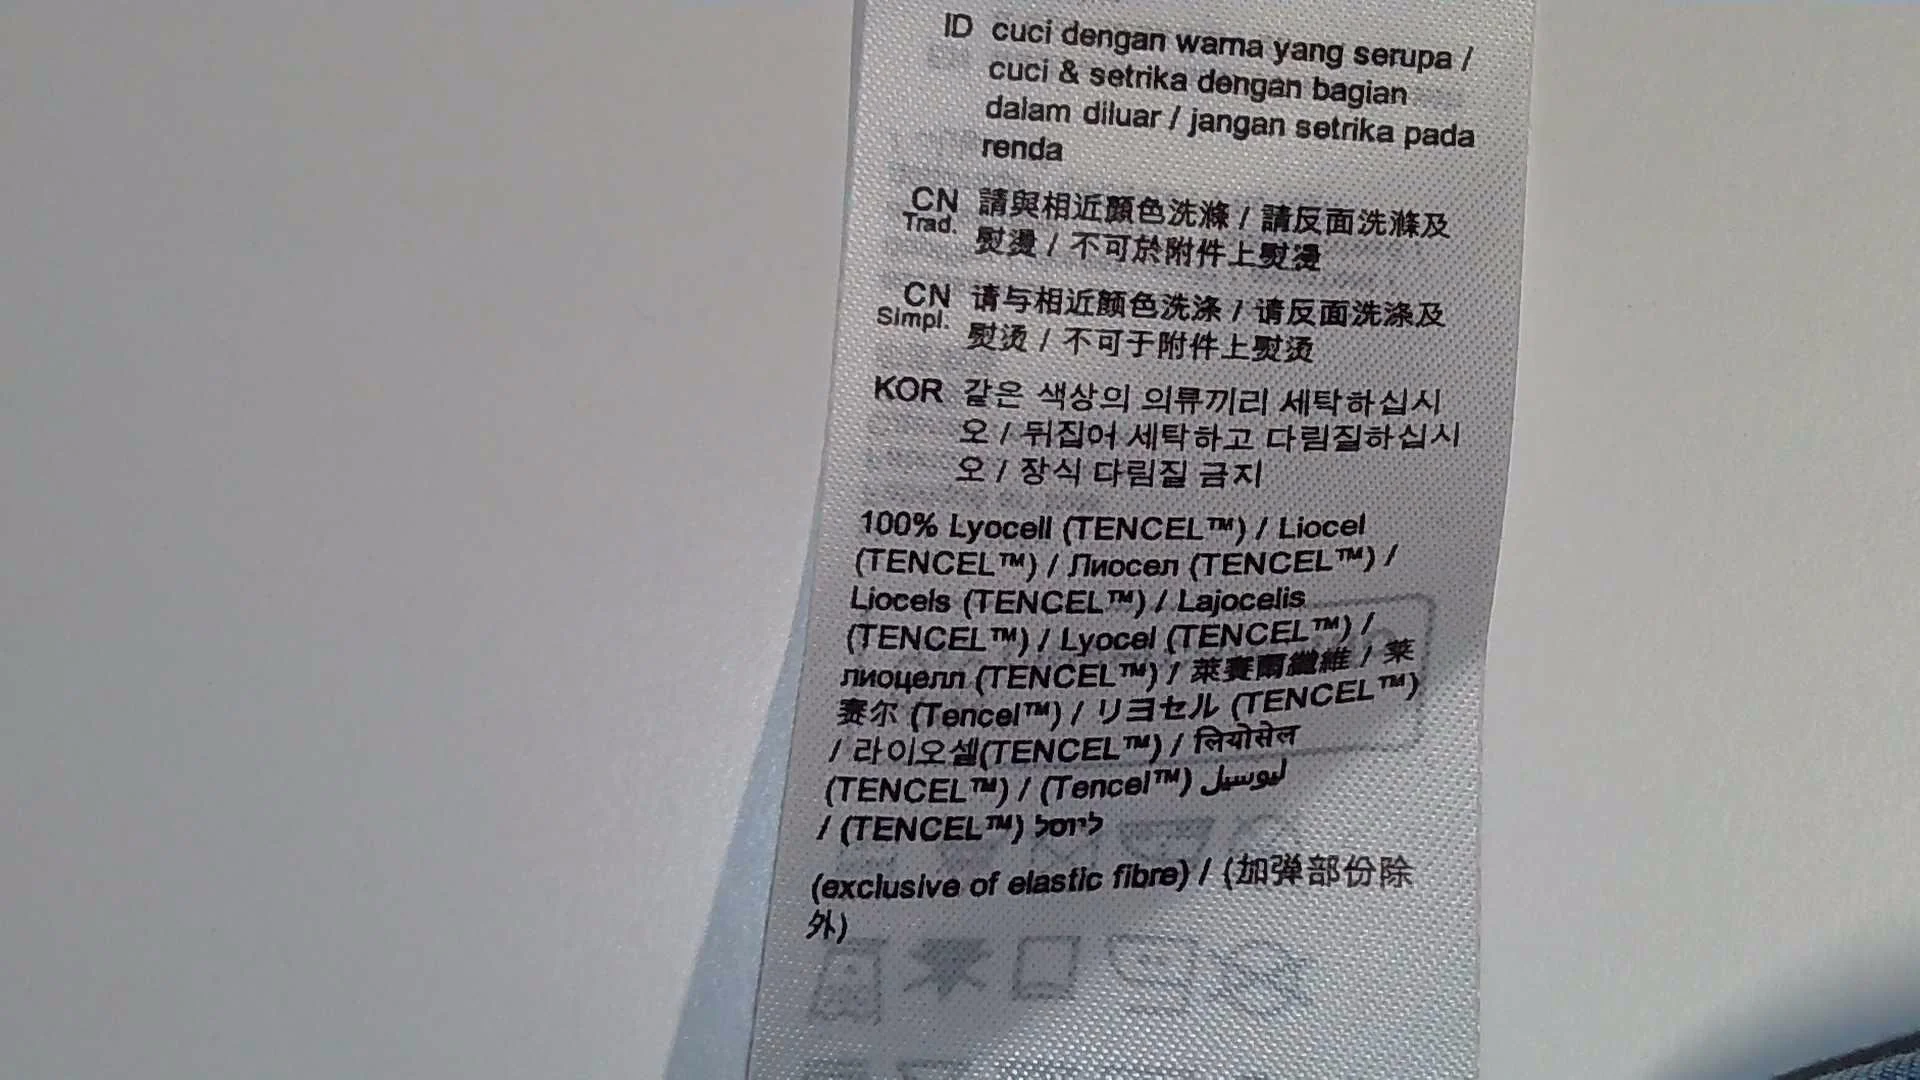 ID cuci dengan warna yang serupa /
cuci & setrika dengan bagian
dalam diluar / jangan setrika pada
renda
CN Trad. 請與相近顏色洗滌 / 請反面洗滌及
熨燙 / 不可於附件上熨燙
CN Simpl. 请与相近颜色洗涤 / 请反面洗涤及
熨烫 / 不可于附件上熨烫
KOR 같은 색상의 의류끼리 세탁하십시
오 / 뒤집어 세탁하고 다림질하십시
오 / 장식 다림질 금지
100% Lyocell (TENCEL™) / Liocel
(TENCEL™) / Лиосел (TENCEL™) /
Liocels (TENCEL™) / Lajocelis
(TENCEL™) / Lyocel (TENCEL™) /
лиоцелл (TENCEL™) / 萊賽爾纖維 / 莱
赛尔 (Tencel™) / リヨセル (TENCEL™)
/ 라이오셀(TENCEL™) / लियोसेल
(TENCEL™) / (Tencel™) ليوسيل
/ (TENCEL™) ליוסל
(exclusive of elastic fibre) / (加弹部份除
外)